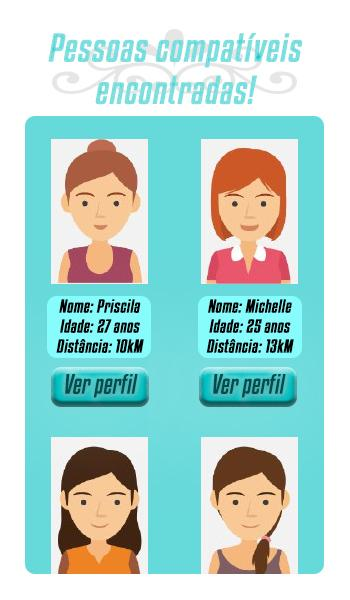 Pessoas compatíveis
encontradas!
Nome: Priscila
Idade: 27 anos
Distância: 10kM
Ver perfil
Nome: Michelle
Idade: 25 anos
Distância: 13kM
Ver perfil